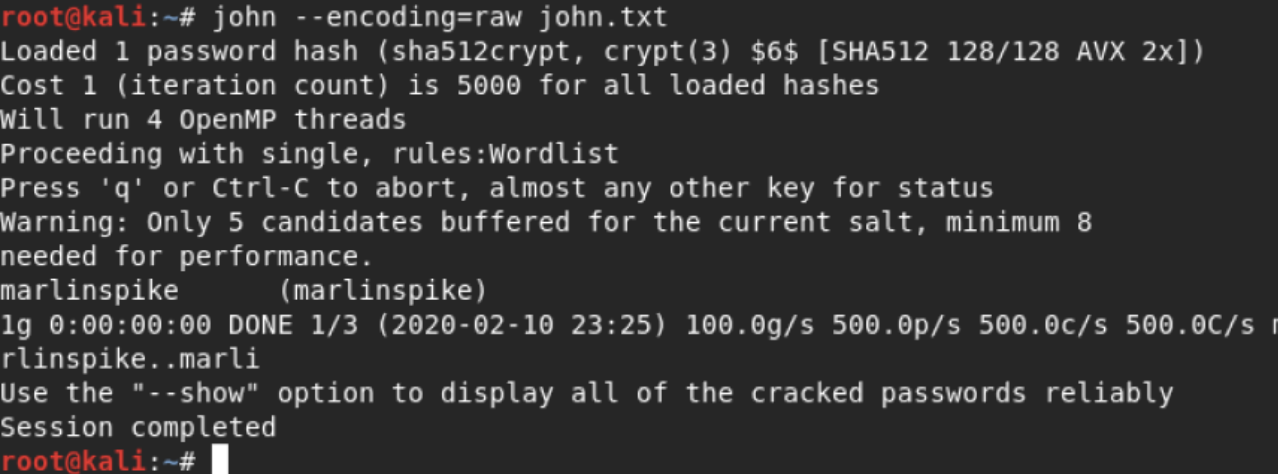 root@kali:~# john --encoding=raw john.txt
Loaded 1 password hash (sha512crypt, crypt(3) $6$ [SHA512 128/128 AVX 2x])
Cost 1 (iteration count) is 5000 for all loaded hashes
Will run 4 OpenMP threads
Proceeding with single, rules:Wordlist
Press 'q' or Ctrl-C to abort, almost any other key for status
Warning: Only 5 candidates buffered for the current salt, minimum 8
needed for performance.
marlinspike      (marlinspike)
1g 0:00:00:00 DONE 1/3 (2020-02-10 23:25) 100.0g/s 500.0p/s 500.0c/s 500.0C/s
rlinspike..marli
Use the "--show" option to display all of the cracked passwords reliably
Session completed
root@kali:~#